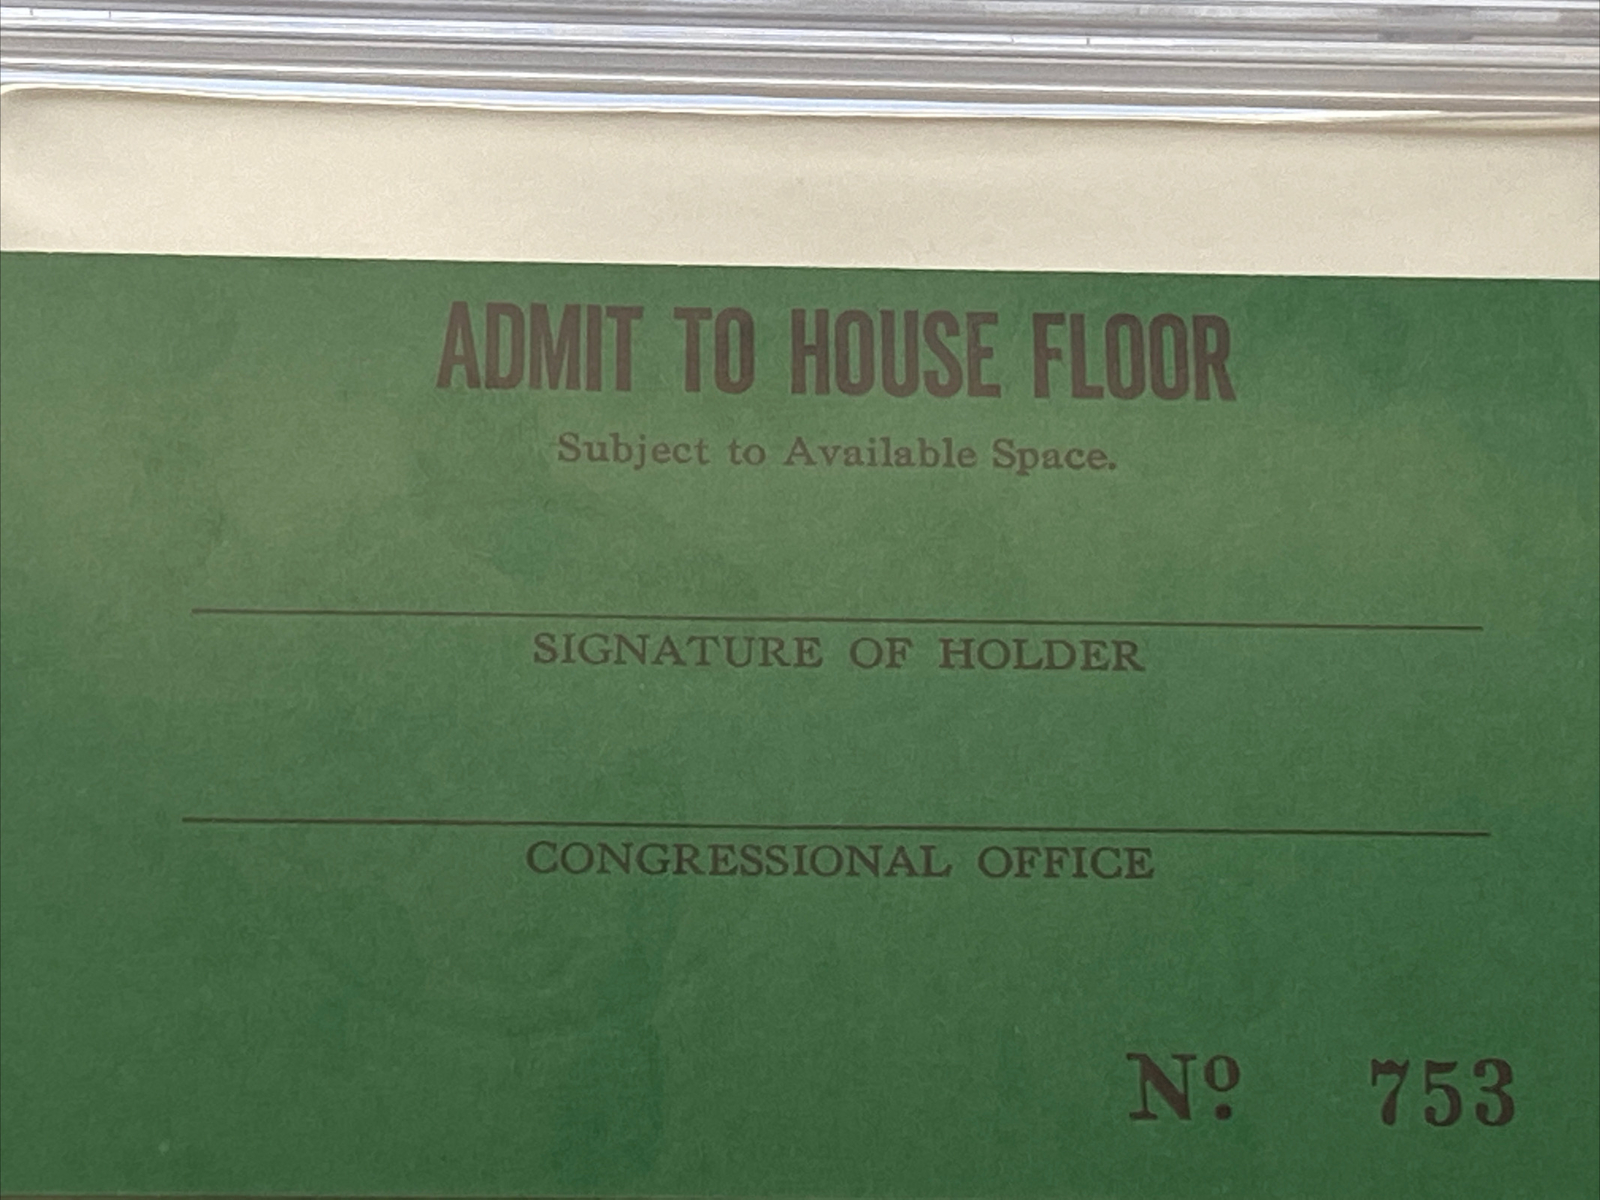 ADMIT TO HOUSE FLOOR
Subject to Available Space.
SIGNATURE OF HOLDER
CONGRESSIONAL OFFICE
Nº. 753